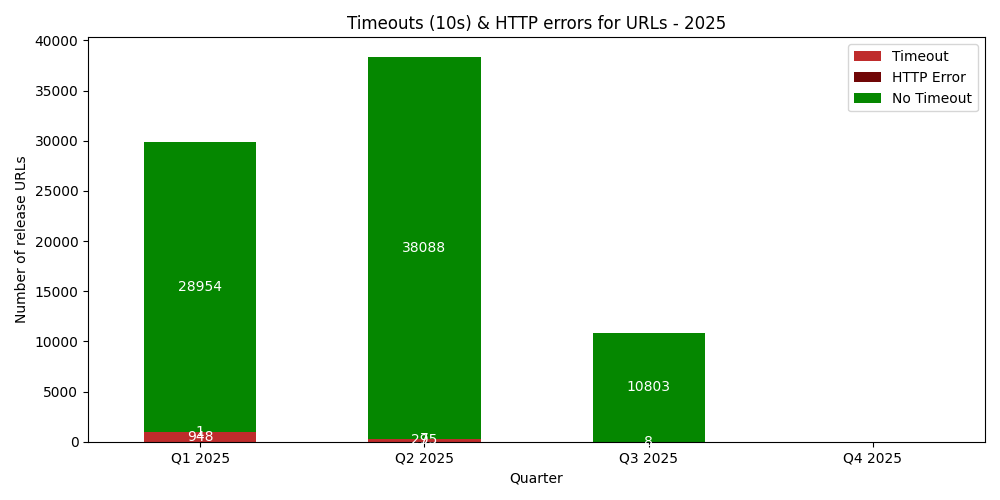 Timeouts (10s) & HTTP errors for URLs - 2025
Timeout
HTTP Error
No Timeout
Number of release URLs
40000
35000
30000
25000
20000
15000
10000
5000
0
28954
1
948
38088
295
10803
8
Q1 2025
Q2 2025
Q3 2025
Q4 2025
Quarter